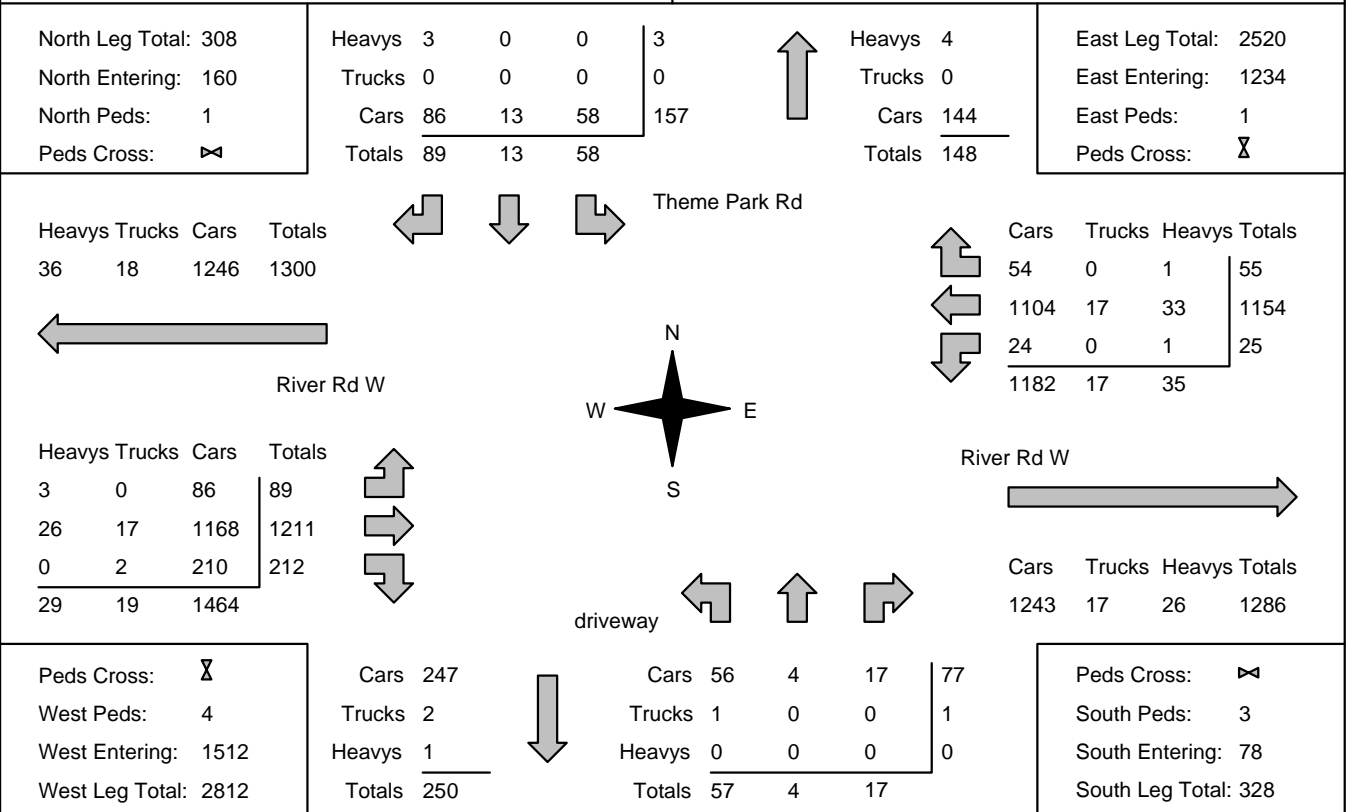 North Leg Total: 308
North Entering: 160
North Peds: 1
Peds Cross:
Heavys 3 0 0 3
Trucks 0 0 0 0
Cars 86 13 58 157
Totals 89 13 58
Heavys 4
Trucks 0
Cars 144
Totals 148
East Leg Total: 2520
East Entering: 1234
East Peds: 1
Peds Cross:
Theme Park Rd
Heavys Trucks Cars Totals
36 18 1246 1300
River Rd W
Cars Trucks Heavys Totals
54 0 1 55
1104 17 33 1154
24 0 1 25
1182 17 35
N
W E
S
Heavys Trucks Cars Totals
3 0 86 89
26 17 1168 1211
0 2 210 212
29 19 1464
River Rd W
Cars Trucks Heavys Totals
1243 17 26 1286
driveway
Peds Cross:
West Peds: 4
West Entering: 1512
West Leg Total: 2812
Cars 247
Trucks 2
Heavys 1
Totals 250
Cars 56 4 17 77
Trucks 1 0 0 1
Heavys 0 0 0 0
Totals 57 4 17
Peds Cross:
South Peds: 3
South Entering: 78
South Leg Total: 328